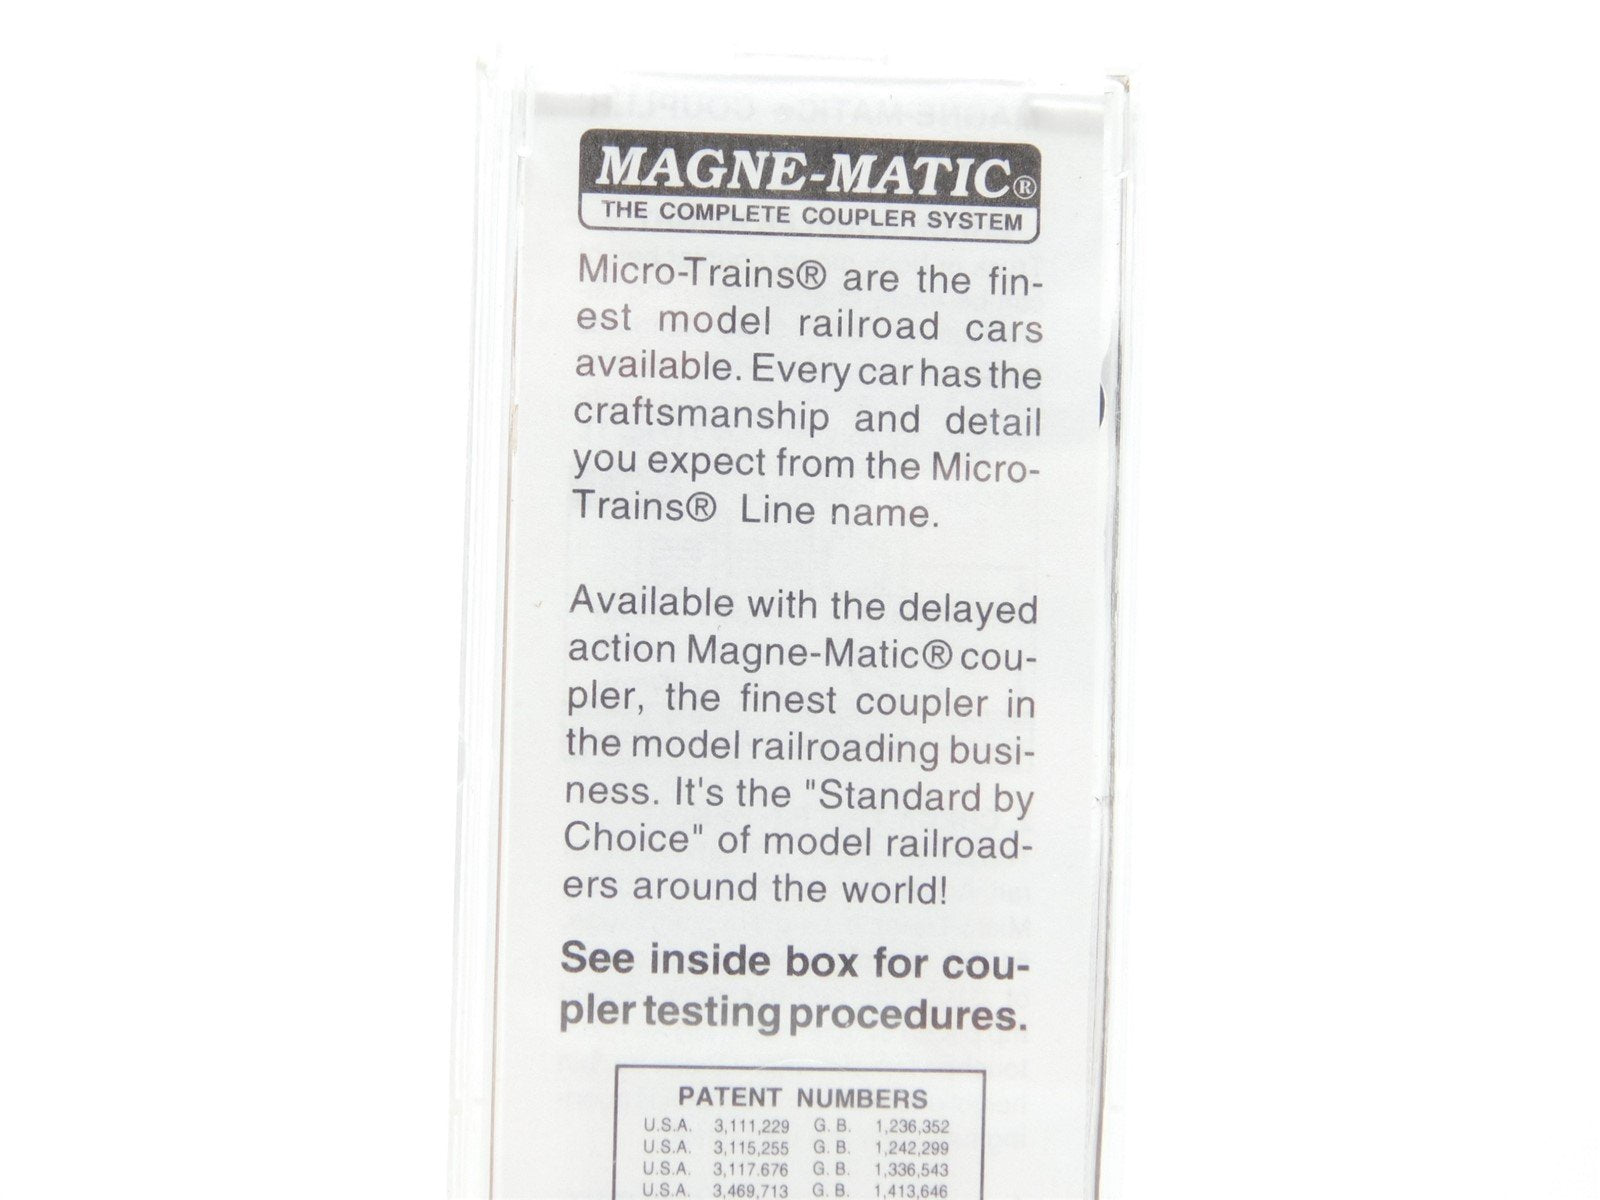 MAGNE-MATIC®
THE COMPLETE COUPLER SYSTEM
Micro-Trains® are the fin-
est model railroad cars
available. Every car has the
craftsmanship and detail
you expect from the Micro-
Trains® Line name.
Available with the delayed
action Magne-Matic® cou-
pler, the finest coupler in
the model railroading busi-
ness. It's the "Standard by
Choice" of model railroad-
ers around the world!
See inside box for cou-
pler testing procedures.
PATENT NUMBERS
U.S.A. 3,111,229 G. B. 1,236,352
U.S.A. 3,115,255 G. B. 1,242,299
U.S.A. 3,117.676 G. B. 1,336,543
U.S.A. 3,469,713 G. B. 1,413,646